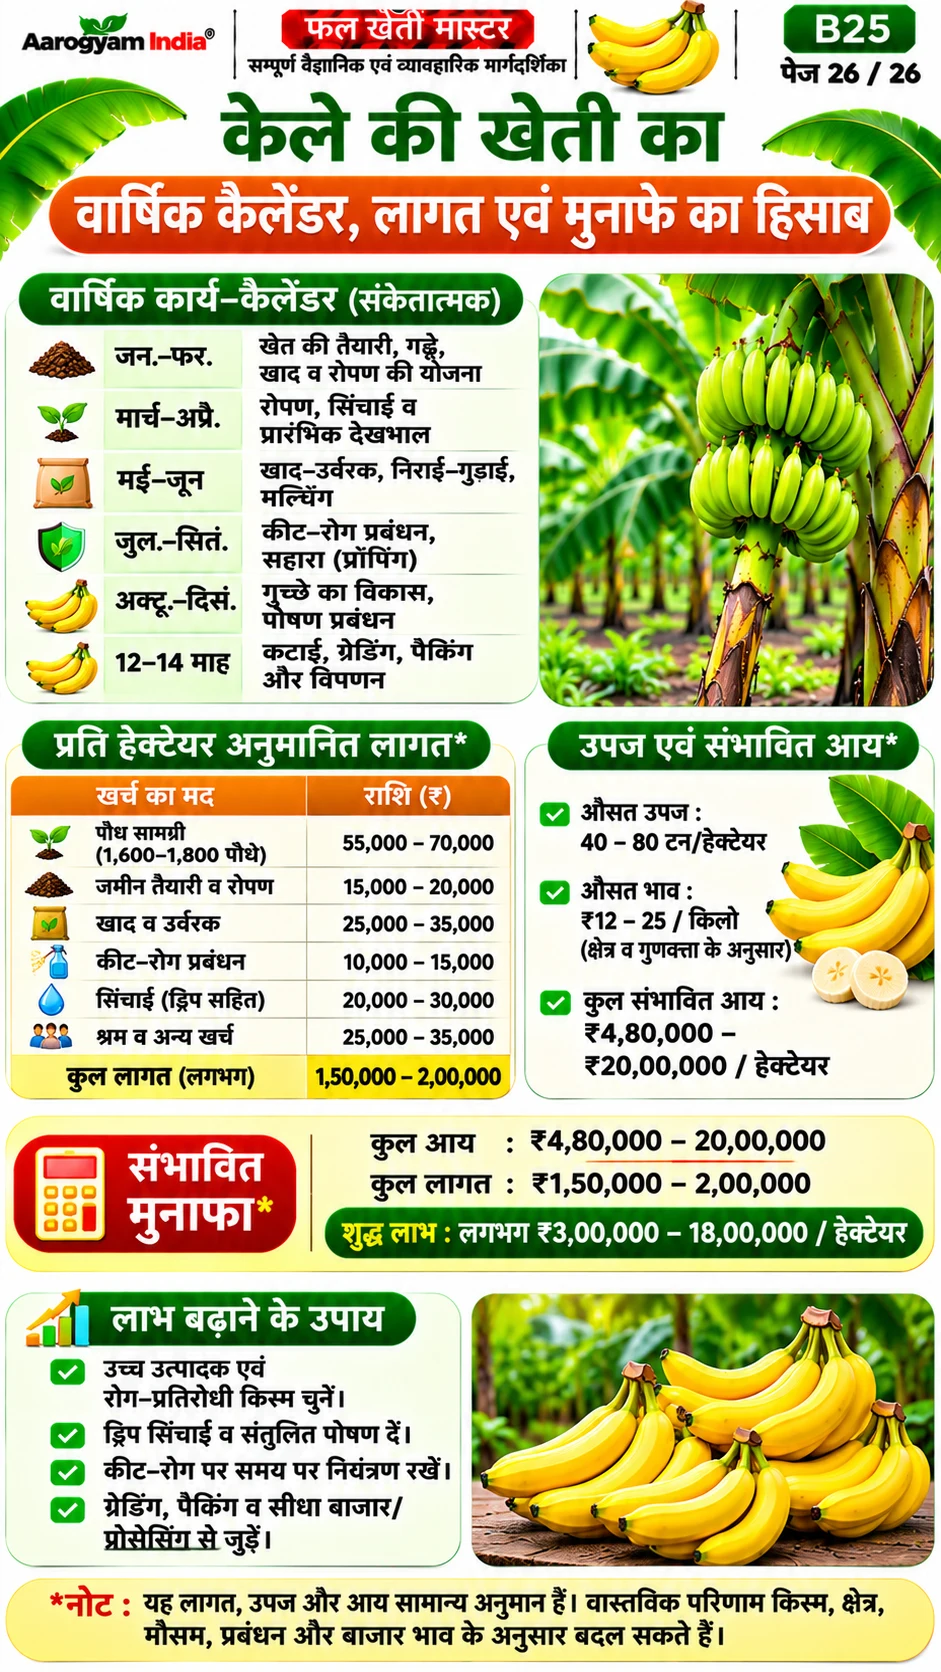 Aarogyam India®
फल खेती मास्टर
सम्पूर्ण वैज्ञानिक एवं व्यावहारिक मार्गदर्शिका
B25
पेज 26 / 26
केले की खेती का
वार्षिक कैलेंडर, लागत एवं मुनाफे का हिसाब
वार्षिक कार्य–कैलेंडर (संकेतात्मक)
जन.–फर.
खेत की तैयारी, गड्ढे,
खाद व रोपण की योजना
मार्च–अप्रै.
रोपण, सिंचाई व
प्रारंभिक देखभाल
मई–जून
खाद–उर्वरक, निराई–गुड़ाई,
मल्चिंग
जुल.–सितं.
कीट–रोग प्रबंधन,
सहारा (प्रॉपिंग)
अक्टू.–दिसं.
गुच्छे का विकास,
पोषण प्रबंधन
12–14 माह
कटाई, ग्रेडिंग, पैकिंग
और विपणन
प्रति हेक्टेयर अनुमानित लागत*
खर्च का मद राशि (₹)
पौध सामग्री
(1,600–1,800 पौधे) 55,000 – 70,000
जमीन तैयारी व रोपण 15,000 – 20,000
खाद व उर्वरक 25,000 – 35,000
कीट–रोग प्रबंधन 10,000 – 15,000
सिंचाई (ड्रिप सहित) 20,000 – 30,000
श्रम व अन्य खर्च 25,000 – 35,000
कुल लागत (लगभग) 1,50,000 – 2,00,000
उपज एवं संभावित आय*
औसत उपज :
40 – 80 टन/हेक्टेयर
औसत भाव :
₹12 – 25 / किलो
(क्षेत्र व गुणवत्ता के अनुसार)
कुल संभावित आय :
₹4,80,000 –
₹20,00,000 / हेक्टेयर
संभावित
मुनाफा*
कुल आय : ₹4,80,000 – 20,00,000
कुल लागत : ₹1,50,000 – 2,00,000
शुद्ध लाभ : लगभग ₹3,00,000 – 18,00,000 / हेक्टेयर
लाभ बढ़ाने के उपाय
उच्च उत्पादक एवं
रोग–प्रतिरोधी किस्म चुनें।
ड्रिप सिंचाई व संतुलित पोषण दें।
कीट–रोग पर समय पर नियंत्रण रखें।
ग्रेडिंग, पैकिंग व सीधा बाजार/
प्रोसेसिंग से जुड़ें।
*नोट : यह लागत, उपज और आय सामान्य अनुमान हैं। वास्तविक परिणाम किस्म, क्षेत्र,
मौसम, प्रबंधन और बाजार भाव के अनुसार बदल सकते हैं।